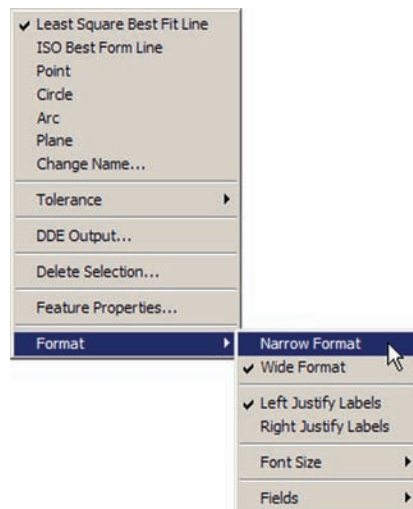 Least Square Best Fit Line
ISO Best Form Line
Point
Circle
Arc
Plane
Change Name...
Tolerance
DDE Output...
Delete Selection...
Feature Properties...
Format
Narrow Format
Wide Format
Left Justify Labels
Right Justify Labels
Font Size
Fields